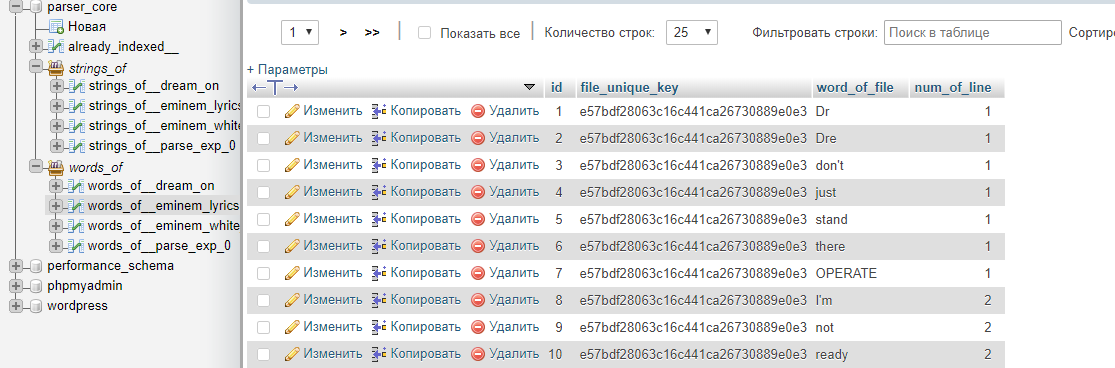 parser_core
Новая
already_indexed__
strings_of
strings_of__dream_on
strings_of__eminem_lyrics
strings_of__eminem_white
strings_of__parse_exp_0
words_of
words_of__dream_on
words_of__eminem_lyrics
words_of__eminem_white
words_of__parse_exp_0
performance_schema
phpmyadmin
wordpress
1 > >> Показать все Количество строк: 25 Фильтровать строки: Поиск в таблице Сортиро
+ Параметры
←T→ id file_unique_key word_of_file num_of_line
Изменить Копировать Удалить 1 e57bdf28063c16c441ca26730889e0e3 Dr 1
Изменить Копировать Удалить 2 e57bdf28063c16c441ca26730889e0e3 Dre 1
Изменить Копировать Удалить 3 e57bdf28063c16c441ca26730889e0e3 don't 1
Изменить Копировать Удалить 4 e57bdf28063c16c441ca26730889e0e3 just 1
Изменить Копировать Удалить 5 e57bdf28063c16c441ca26730889e0e3 stand 1
Изменить Копировать Удалить 6 e57bdf28063c16c441ca26730889e0e3 there 1
Изменить Копировать Удалить 7 e57bdf28063c16c441ca26730889e0e3 OPERATE 1
Изменить Копировать Удалить 8 e57bdf28063c16c441ca26730889e0e3 I'm 2
Изменить Копировать Удалить 9 e57bdf28063c16c441ca26730889e0e3 not 2
Изменить Копировать Удалить 10 e57bdf28063c16c441ca26730889e0e3 ready 2